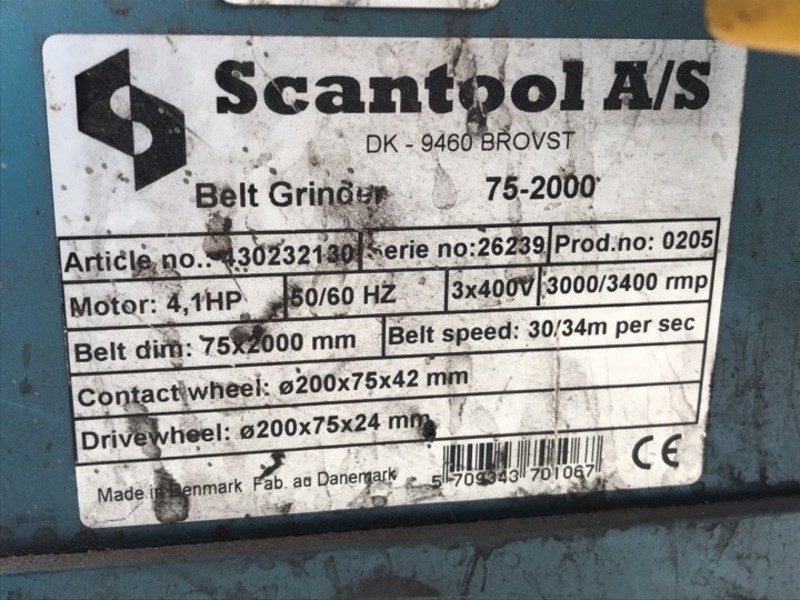 Scantool A/S
DK - 9460 BROVST
Belt Grinder 75-2000
Article no.: 430232130 Serie no:26239 Prod.no: 0205
Motor: 4,1HP 50/60 HZ 3x400V 3000/3400 rmp
Belt dim: 75x2000 mm Belt speed: 30/34m per sec
Contact wheel: ø200x75x42 mm
Drivewheel: ø200x75x24 mm
Made in Denmark Fab. au Danemark 5 709343 701067 CE